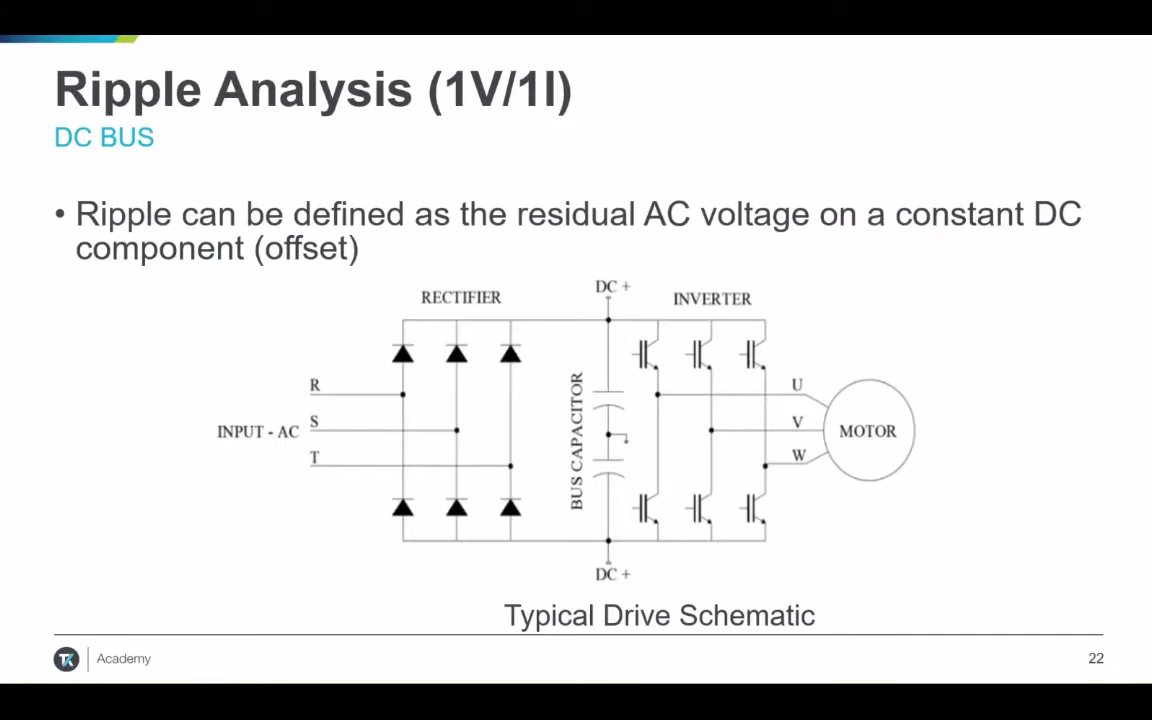 Ripple Analysis (1V/1I)
DC BUS
• Ripple can be defined as the residual AC voltage on a constant DC
component (offset)
RECTIFIER
DC +
INVERTER
R
S
T
INPUT - AC
BUS CAPACITOR
U
V
W
MOTOR
DC +
Typical Drive Schematic
TK Academy
22